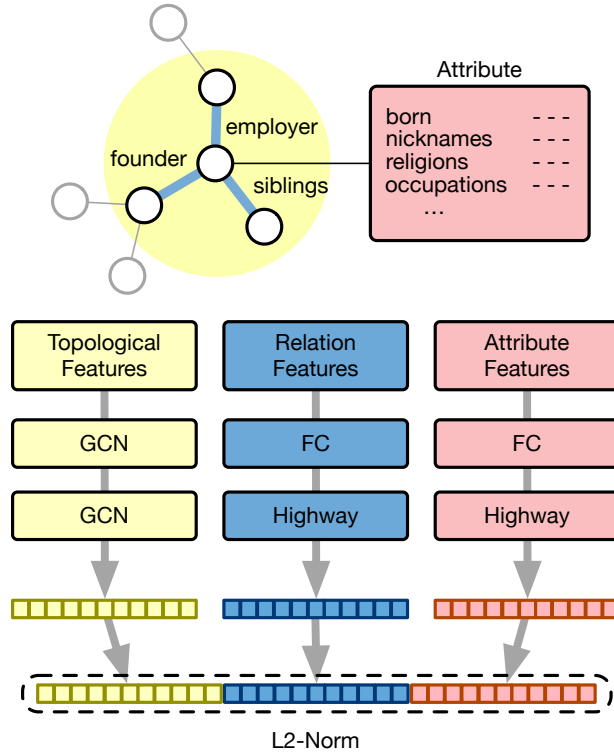 Attribute
employer
founder
siblings
born - - -
nicknames - - -
religions - - -
occupations - - -
...
Topological
Features
Relation
Features
Attribute
Features
GCN
FC
FC
GCN
Highway
Highway
L2-Norm